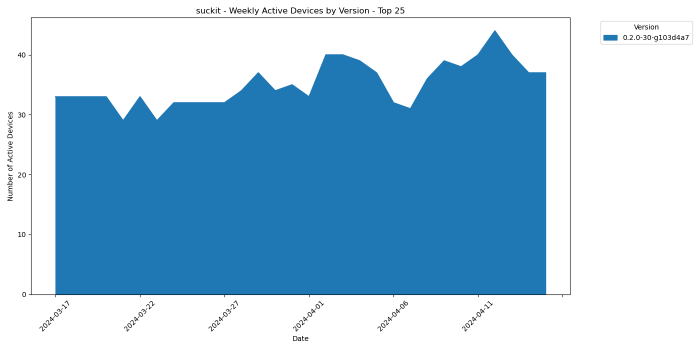 suckit - Weekly Active Devices by Version - Top 25
Version
0.2.0-30-g103d4a7
Number of Active Devices
40
30
20
10
0
2024-03-17
2024-03-22
2024-03-27
2024-04-01
2024-04-06
2024-04-11
Date